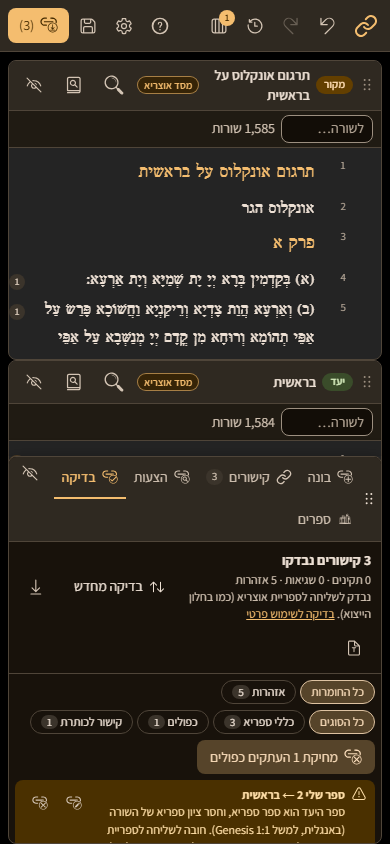 (3)
1
מקור
תרגום אונקלוס על בראשית
מסד אוצריא
לשורה...
1,585 שורות
1
תרגום אונקלוס על בראשית
2
אונקלוס הגר
3
פרק א
4
(א) בְּקַדְמִין בְּרָא יְיָ יָת שְׁמַיָּא וְיָת אַרְעָא:
1
5
(ב) וְאַרְעָא הֲוַת צָדְיָא וְרֵיקַנְיָא וַחֲשׁוֹכָא פָּרֵשׂ עַל
אַפֵּי תְהוֹמָא וְרוּחָא מִן קֳדָם יְיָ מְנַשְּׁבָא עַל אַפֵּי
1
יעד
בראשית
מסד אוצריא
לשורה...
1,584 שורות
בונה
קישורים
3
הצעות
בדיקה
ספרים
3 קישורים נבדקו
0 תקינים · 0 שגיאות · 5 אזהרות
נבדק לשליחה לספריית אוצריא (כמו בחלון
הייצוא). בדיקה לשימוש פרטי
בדיקה מחדש
כל החומרות
אזהרות 5
כל הסוגים
כללי ספריא 3
כפולים 1
קישור לכותרת 1
מחיקת 1 העתקים כפולים
ספר שלי 2 ← בראשית
ספר היעד הוא ספר ספריא, וחסר ציון ספריא של השורה
(באנגלית, למשל Genesis 1:1). חובה לשליחה לספריית